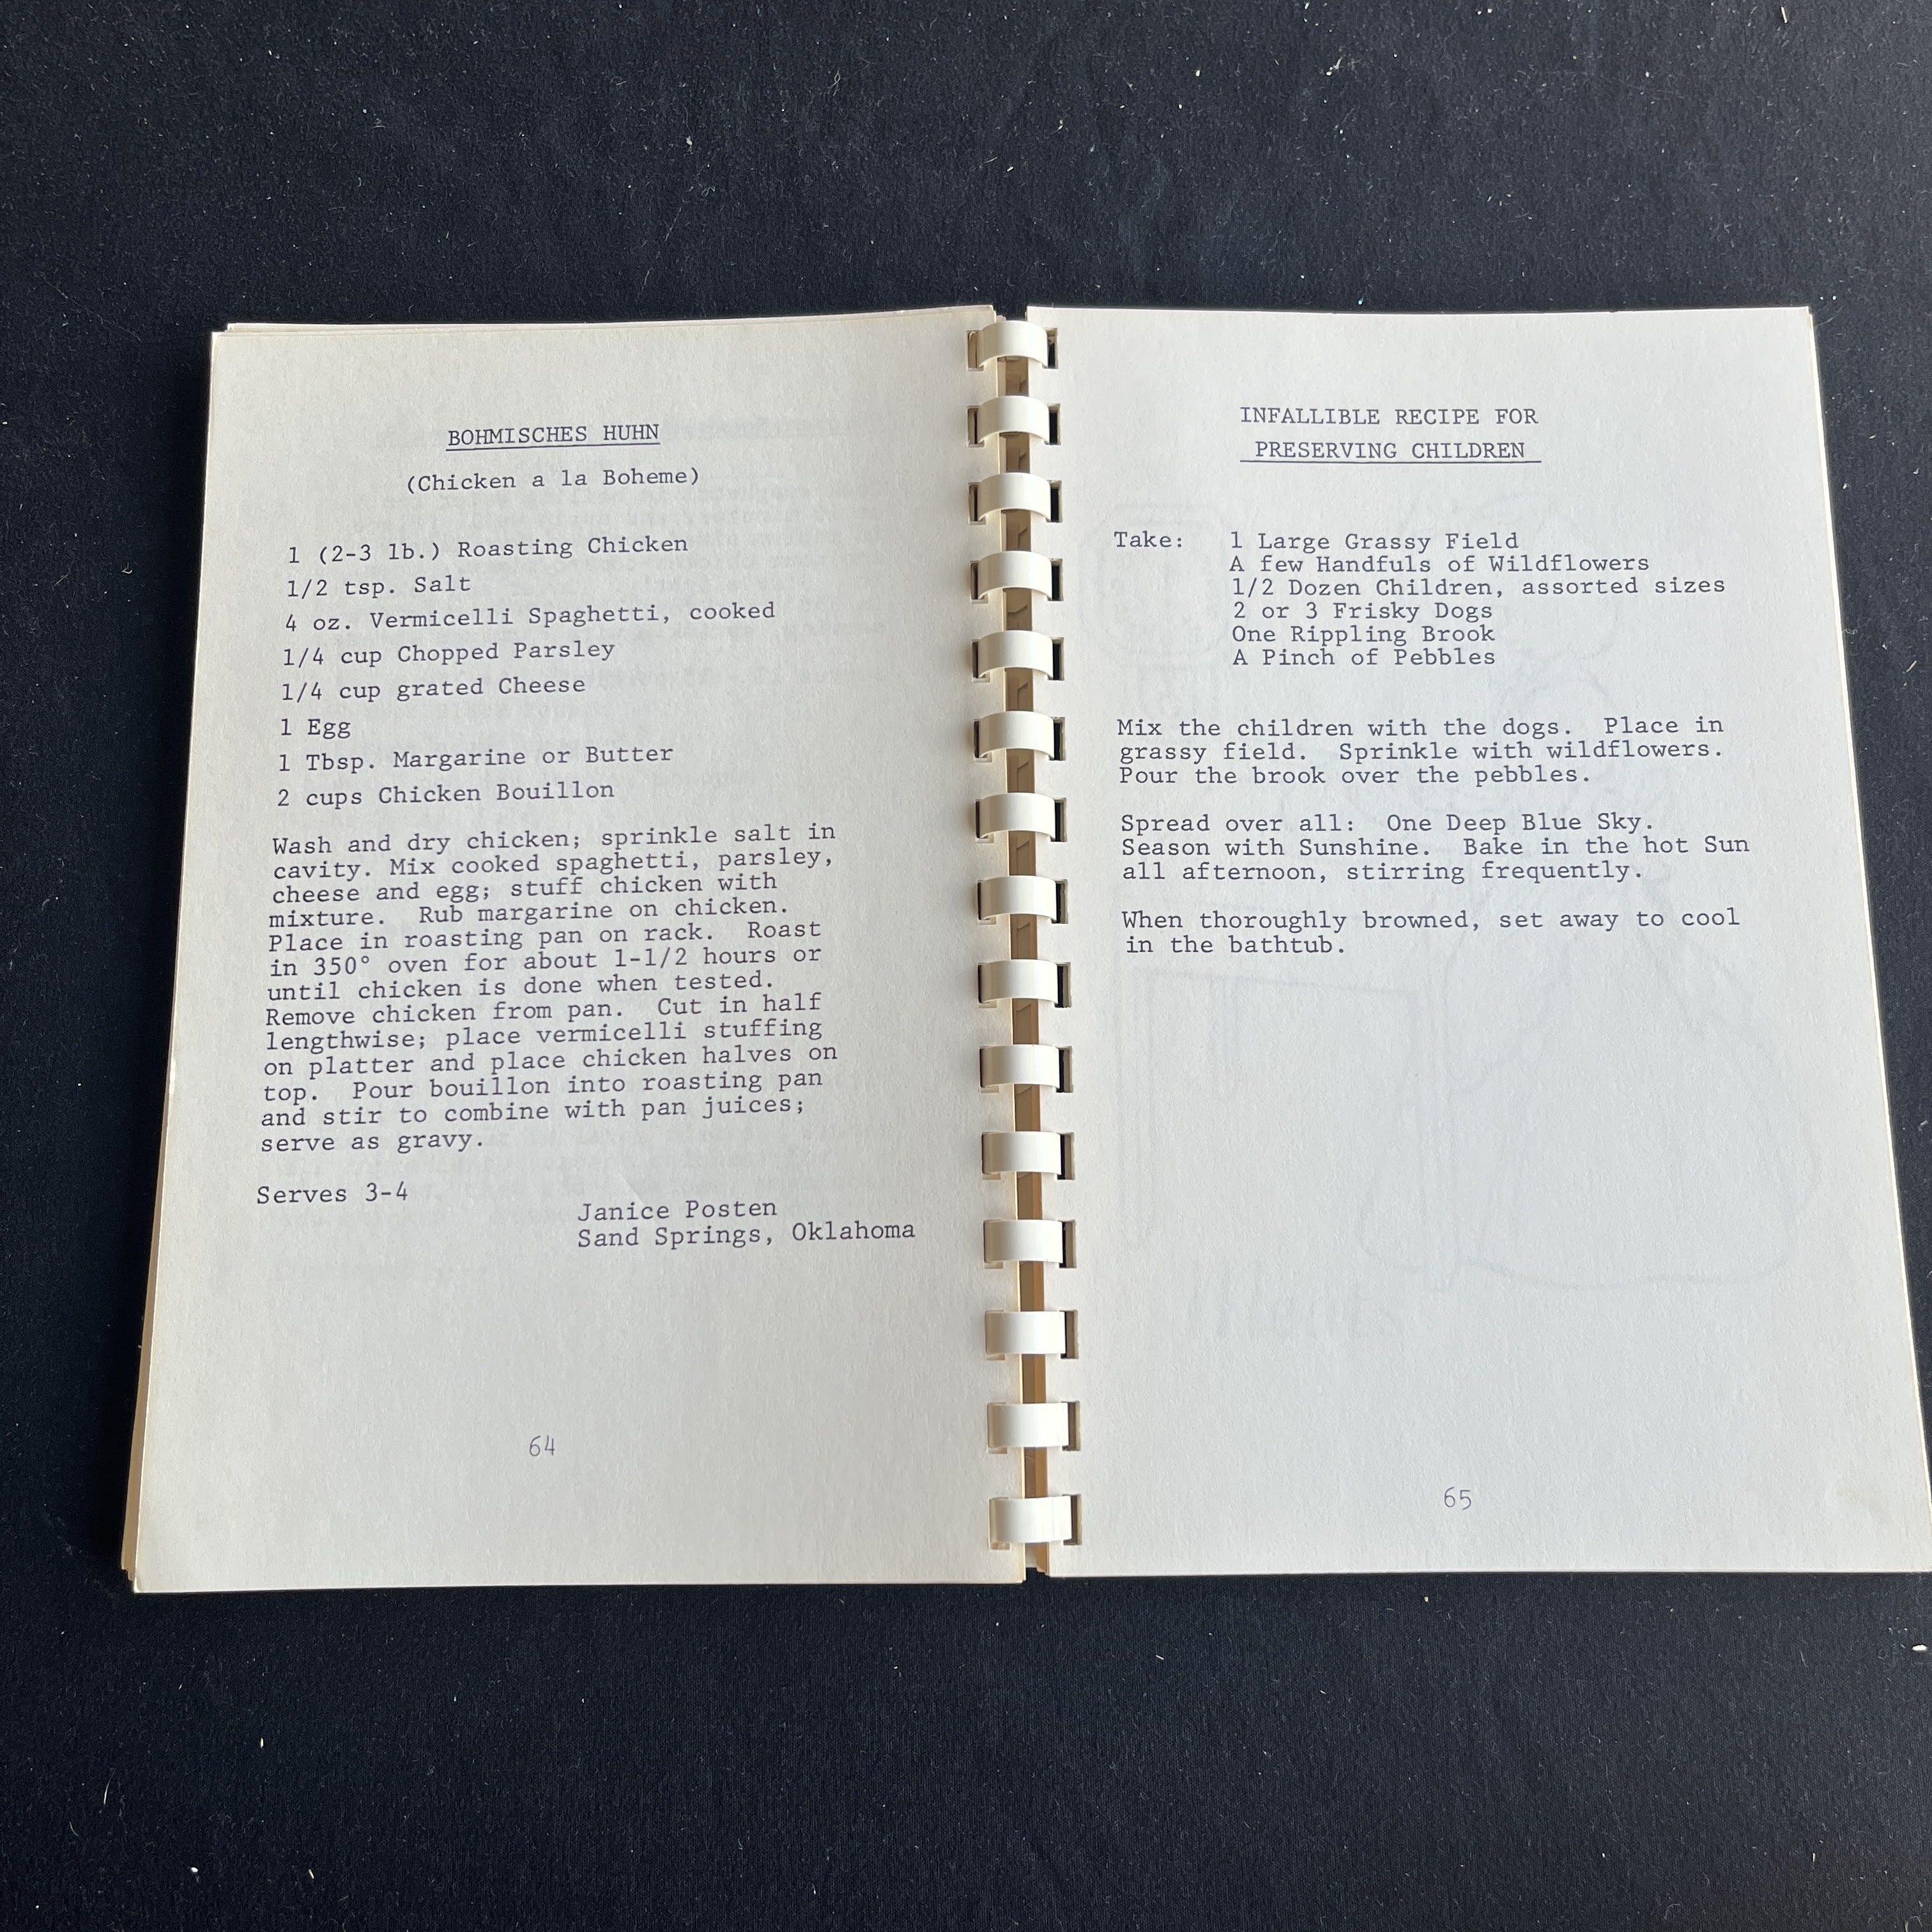 BOHMISCHES HUHN
(Chicken a la Boheme)
1 (2-3 lb.) Roasting Chicken
1/2 tsp. Salt
4 oz. Vermicelli Spaghetti, cooked
1/4 cup Chopped Parsley
1/4 cup grated Cheese
1 Egg
1 Tbsp. Margarine or Butter
2 cups Chicken Bouillon
Wash and dry chicken; sprinkle salt in
cavity. Mix cooked spaghetti, parsley,
cheese and egg; stuff chicken with
mixture. Rub margarine on chicken.
Place in roasting pan on rack. Roast
in 350° oven for about 1-1/2 hours or
until chicken is done when tested.
Remove chicken from pan. Cut in half
lengthwise; place vermicelli stuffing
on platter and place chicken halves on
top. Pour bouillon into roasting pan
and stir to combine with pan juices;
serve as gravy.
Serves 3-4
Janice Posten
Sand Springs, Oklahoma
64
INFALLIBLE RECIPE FOR
PRESERVING CHILDREN
Take: 1 Large Grassy Field
A few Handfuls of Wildflowers
1/2 Dozen Children, assorted sizes
2 or 3 Frisky Dogs
One Rippling Brook
A Pinch of Pebbles
Mix the children with the dogs. Place in
grassy field. Sprinkle with wildflowers.
Pour the brook over the pebbles.
Spread over all: One Deep Blue Sky.
Season with Sunshine. Bake in the hot Sun
all afternoon, stirring frequently.
When thoroughly browned, set away to cool
in the bathtub.
65